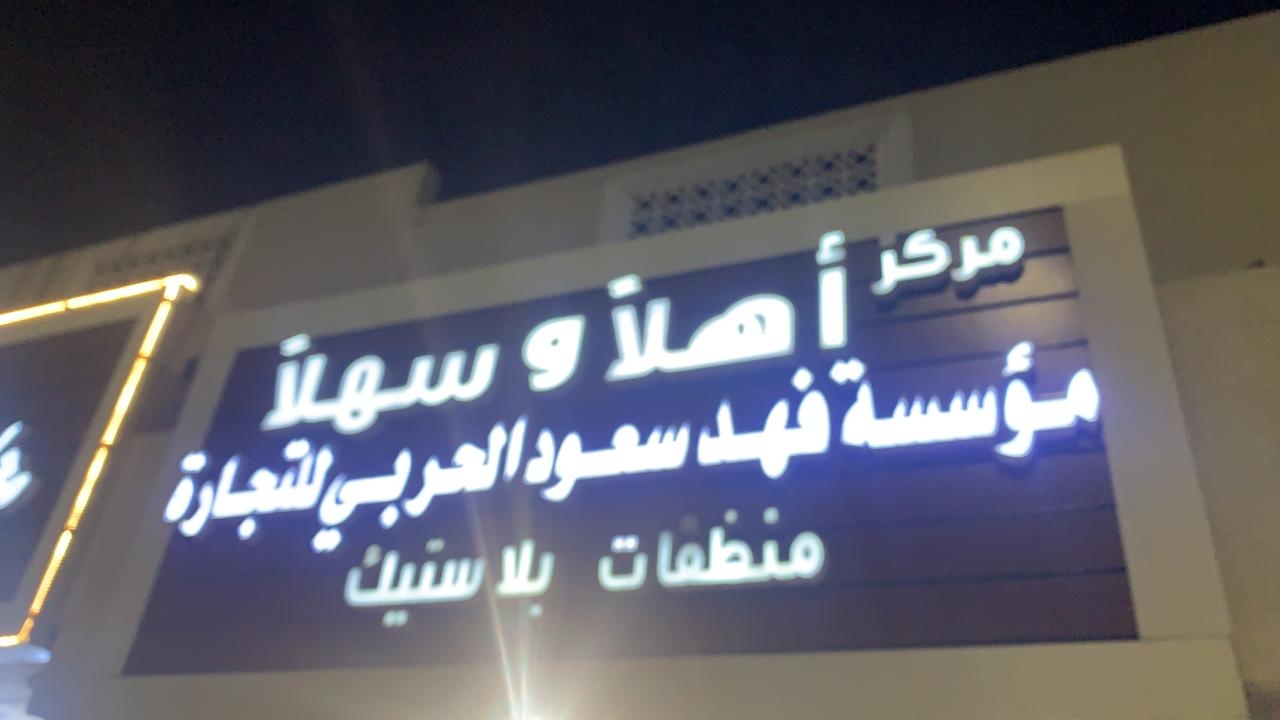 مركز أهلاً و سهلاً
مؤسسة فهد سعود الحربي للتجارة
منظفات بلاستيك